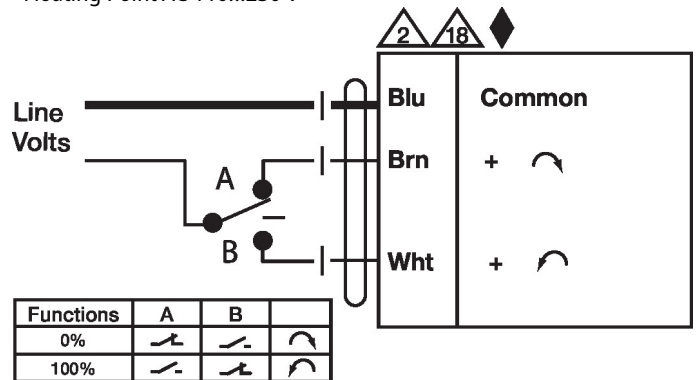 2 18
Line
Volts
Blu Common
Brn +
Wht +
A
B
Functions A B
0%
100%